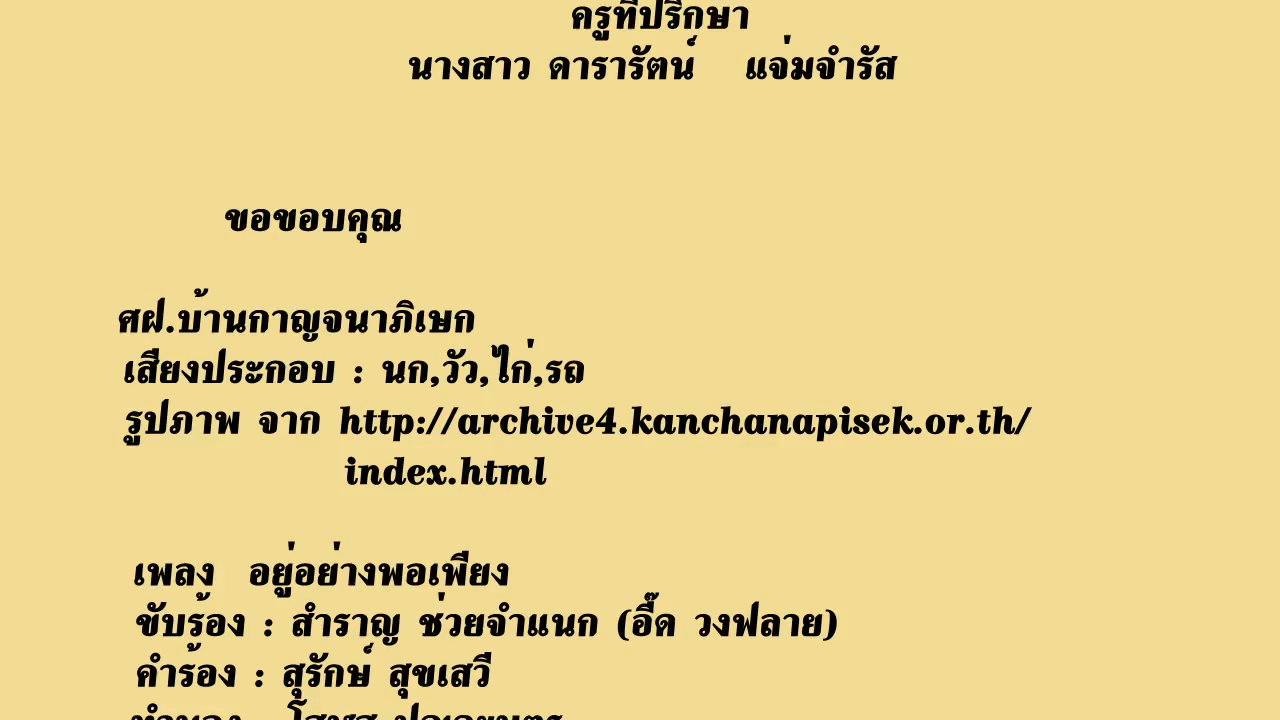 ครูที่ปรึกษา
นางสาว ดารารัตน์ แจ่มจำรัส
ขอขอบคุณ
ศฝ.บ้านกาญจนาภิเษก
เสียงประกอบ : นก,วัว,ไก่,รถ
รูปภาพ จาก http://archive4.kanchanapisek.or.th/
index.html
เพลง อยู่อย่างพอเพียง
ขับร้อง : สำราญ ช่วยจำแนก (อี๊ด วงฟลาย)
คำร้อง : สุรักษ์ สุขเสวี